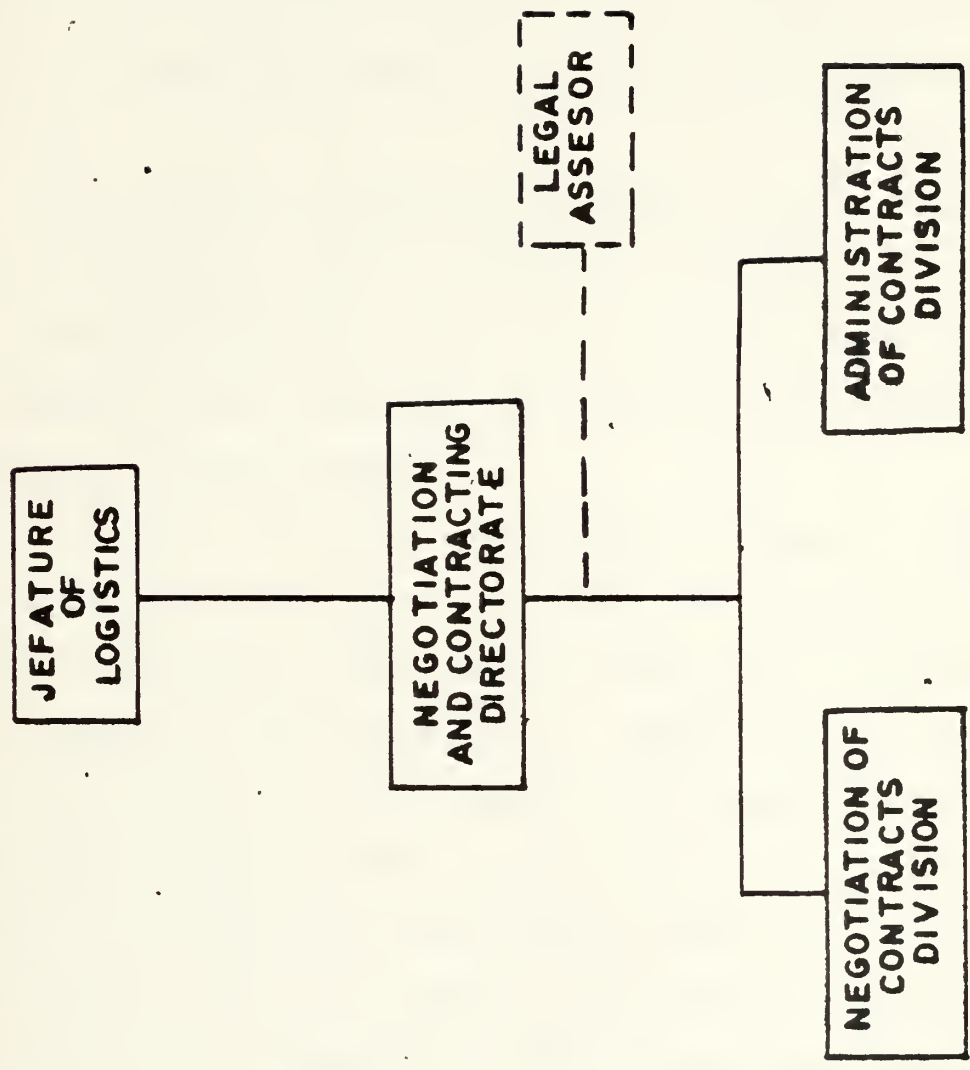 JEFATURE
OF
LOGISTICS
NEGOTIATION
AND CONTRACTING
DIRECTORATE
LEGAL
ASSESOR
NEGOTIATION OF
CONTRACTS
DIVISION
ADMINISTRATION
OF CONTRACTS
DIVISION